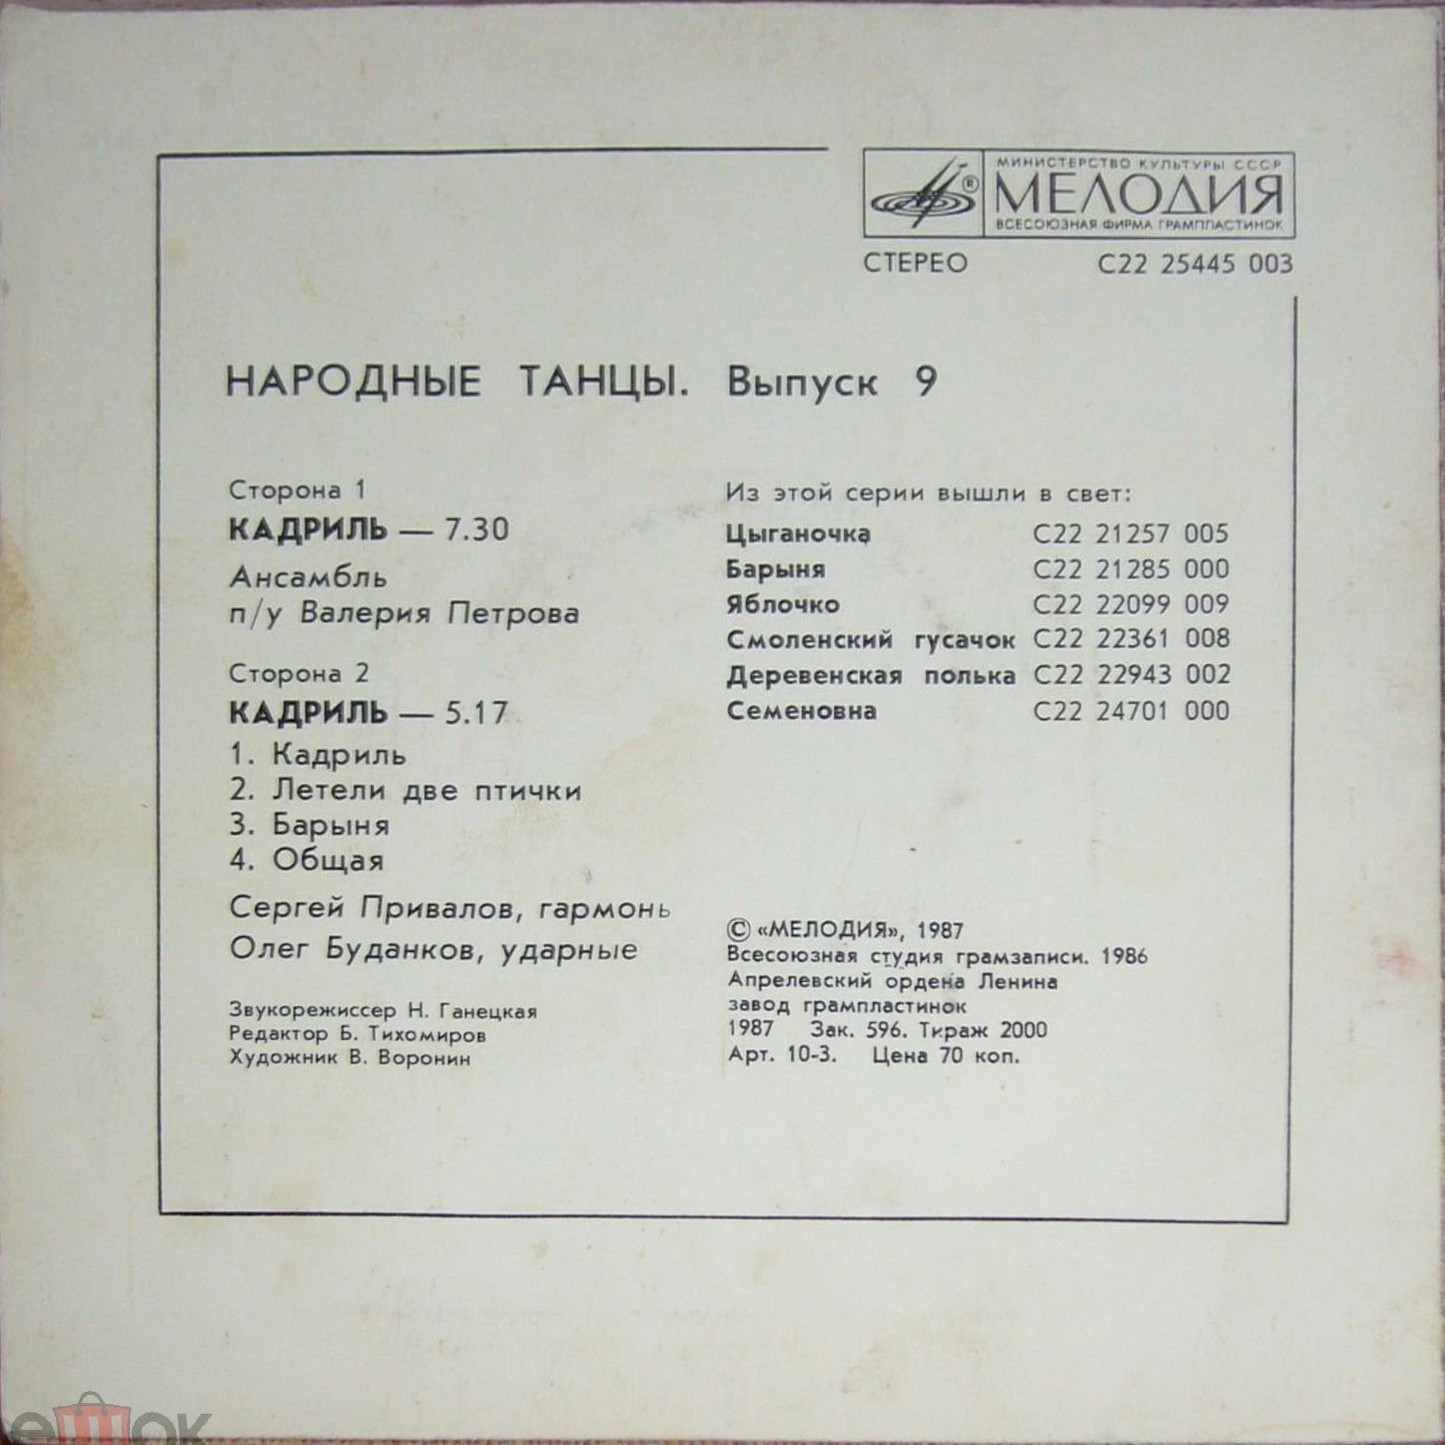 МИНИСТЕРСТВО КУЛЬТУРЫ СССР
МЕЛОДИЯ
ВСЕСОЮЗНАЯ ФИРМА ГРАМПЛАСТИНОК
®
СТЕРЕО С22 25445 003
НАРОДНЫЕ ТАНЦЫ. Выпуск 9
Сторона 1
КАДРИЛЬ — 7.30
Ансамбль
п/у Валерия Петрова
Сторона 2
КАДРИЛЬ — 5.17
1. Кадриль
2. Летели две птички
3. Барыня
4. Общая
Сергей Привалов, гармонь
Олег Буданков, ударные
Звукорежиссер Н. Ганецкая
Редактор Б. Тихомиров
Художник В. Воронин
Из этой серии вышли в свет:
Цыганочка С22 21257 005
Барыня С22 21285 000
Яблочко С22 22099 009
Смоленский гусачок С22 22361 008
Деревенская полька С22 22943 002
Семеновна С22 24701 000
© «МЕЛОДИЯ», 1987
Всесоюзная студия грамзаписи. 1986
Апрелевский ордена Ленина
завод грампластинок
1987 Зак. 596. Тираж 2000
Арт. 10-3. Цена 70 коп.
ешок